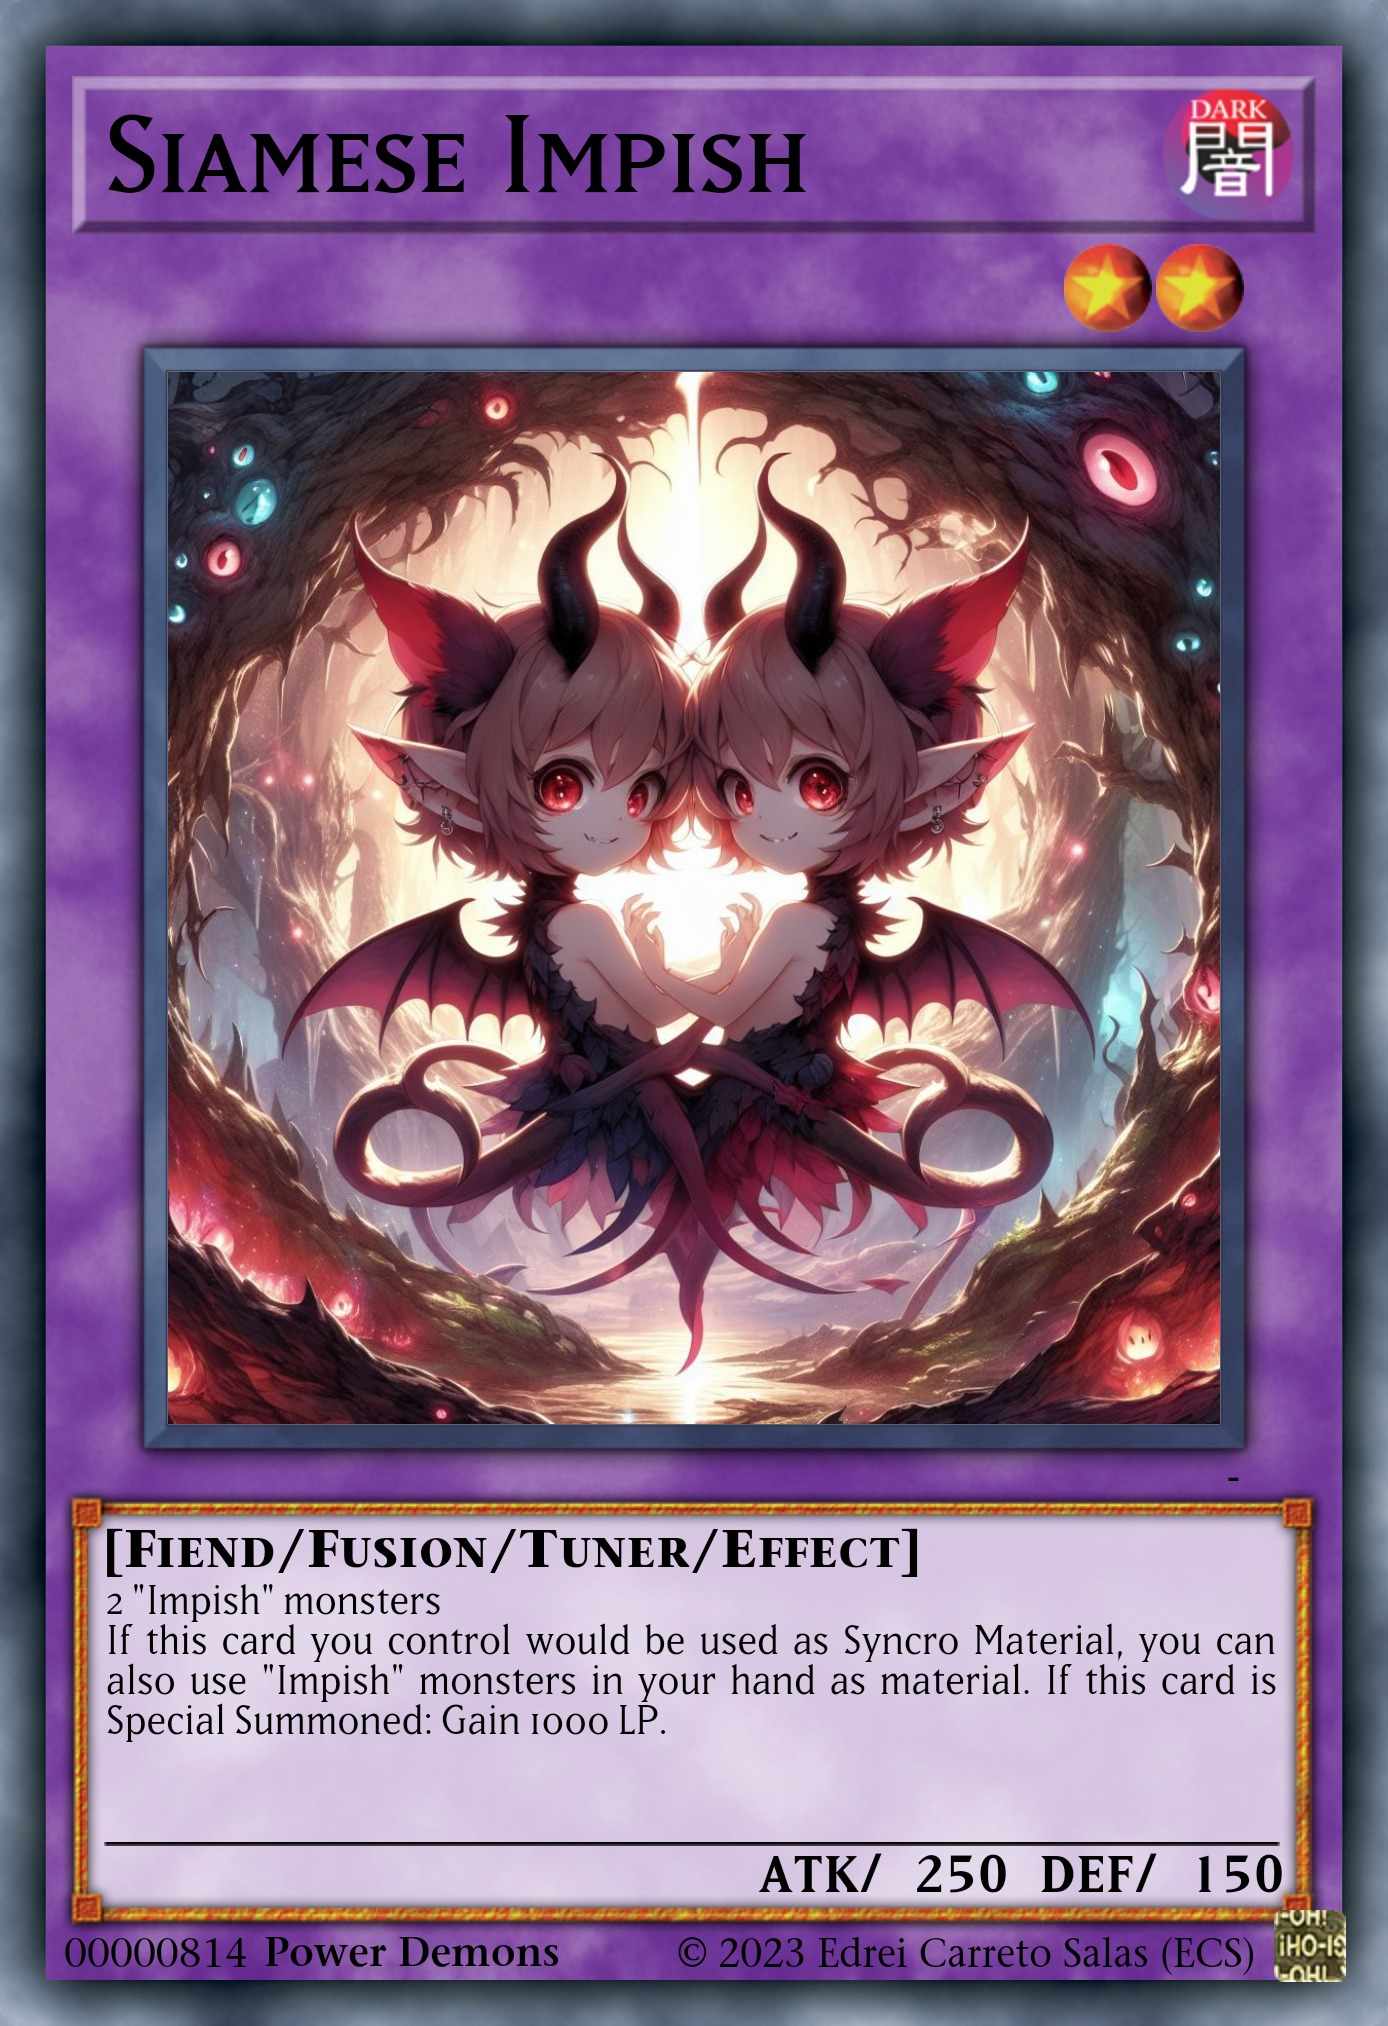 Siamese Impish
DARK
闇
-
[Fiend/Fusion/Tuner/Effect]
2 "Impish" monsters
If this card you control would be used as Syncro Material, you can
also use "Impish" monsters in your hand as material. If this card is
Special Summoned: Gain 1000 LP.
ATK/ 250 DEF/ 150
00000814 Power Demons © 2023 Edrei Carreto Salas (ECS)
-OH!